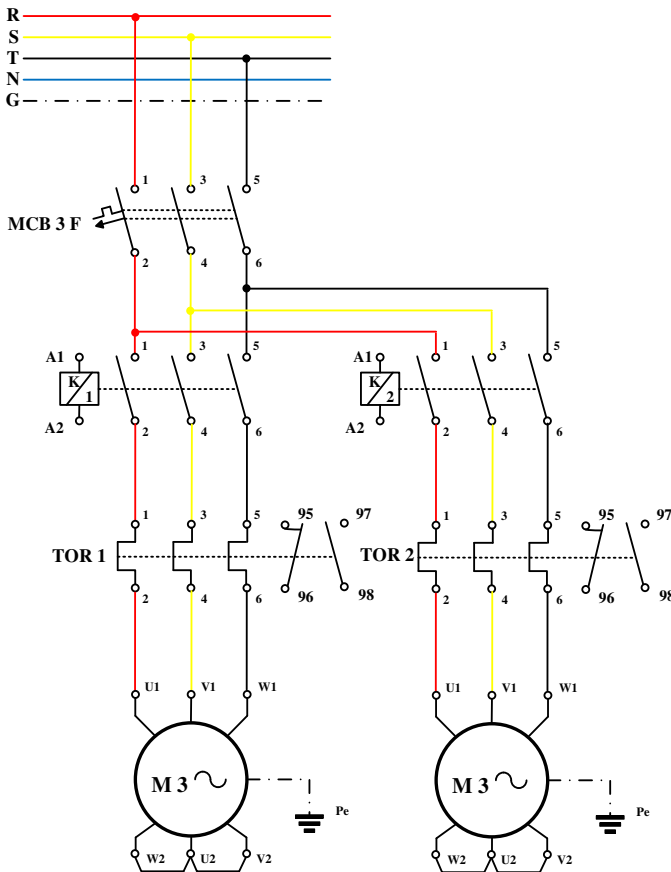 R
S
T
N
G
1 3 5
MCB 3 F
2 4 6
A1 1 3 5 A1 1 3 5
K 1 K 2
A2 2 4 6 A2 2 4 6
1 3 5 95 97 1 3 5 95 97
TOR 1 TOR 2
2 4 6 96 98 2 4 6 96 98
U1 V1 W1 U1 V1 W1
M 3 M 3
Pe Pe
W2 U2 V2 W2 U2 V2